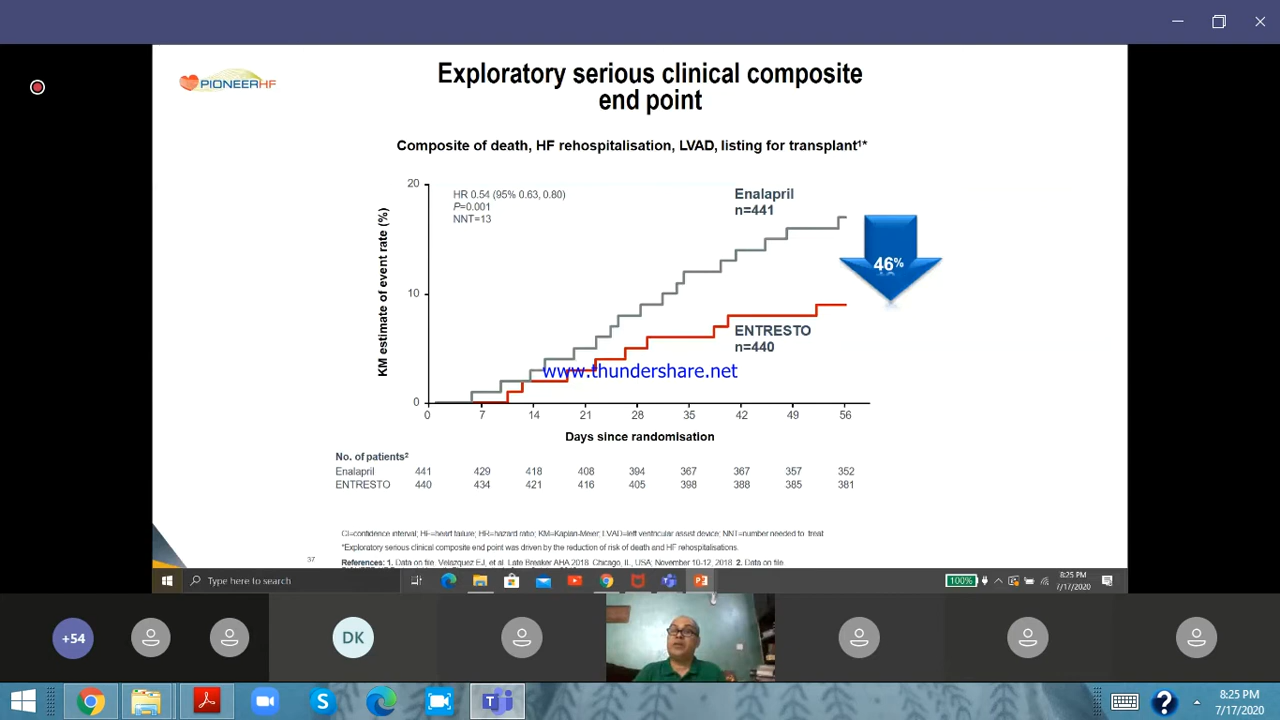 PIONEERHF
Exploratory serious clinical composite
end point
Composite of death, HF rehospitalisation, LVAD, listing for transplant¹*
KM estimate of event rate (%)
20
10
0
HR 0.54 (95% 0.63, 0.80)
P=0.001
NNT=13
Enalapril
n=441
46%
ENTRESTO
n=440
www.thundershare.net
0 7 14 21 28 35 42 49 56
Days since randomisation
No. of patients²
Enalapril 441 429 418 408 394 367 367 357 352
ENTRESTO 440 434 421 416 405 398 388 385 381
CI=confidence interval; HF=heart failure; HR=hazard ratio; KM=Kaplan-Meier; LVAD=left ventricular assist device; NNT=number needed to treat
*Exploratory serious clinical composite end point was driven by the reduction of risk of death and HF rehospitalisations.
37
References: 1. Data on file. Velazquez EJ, et al. Late Breaker AHA 2018. Chicago, IL, USA; November 10-12, 2018 2. Data on file
Type here to search
100%
8:25 PM
7/17/2020
+54
DK
8:25 PM
7/17/2020